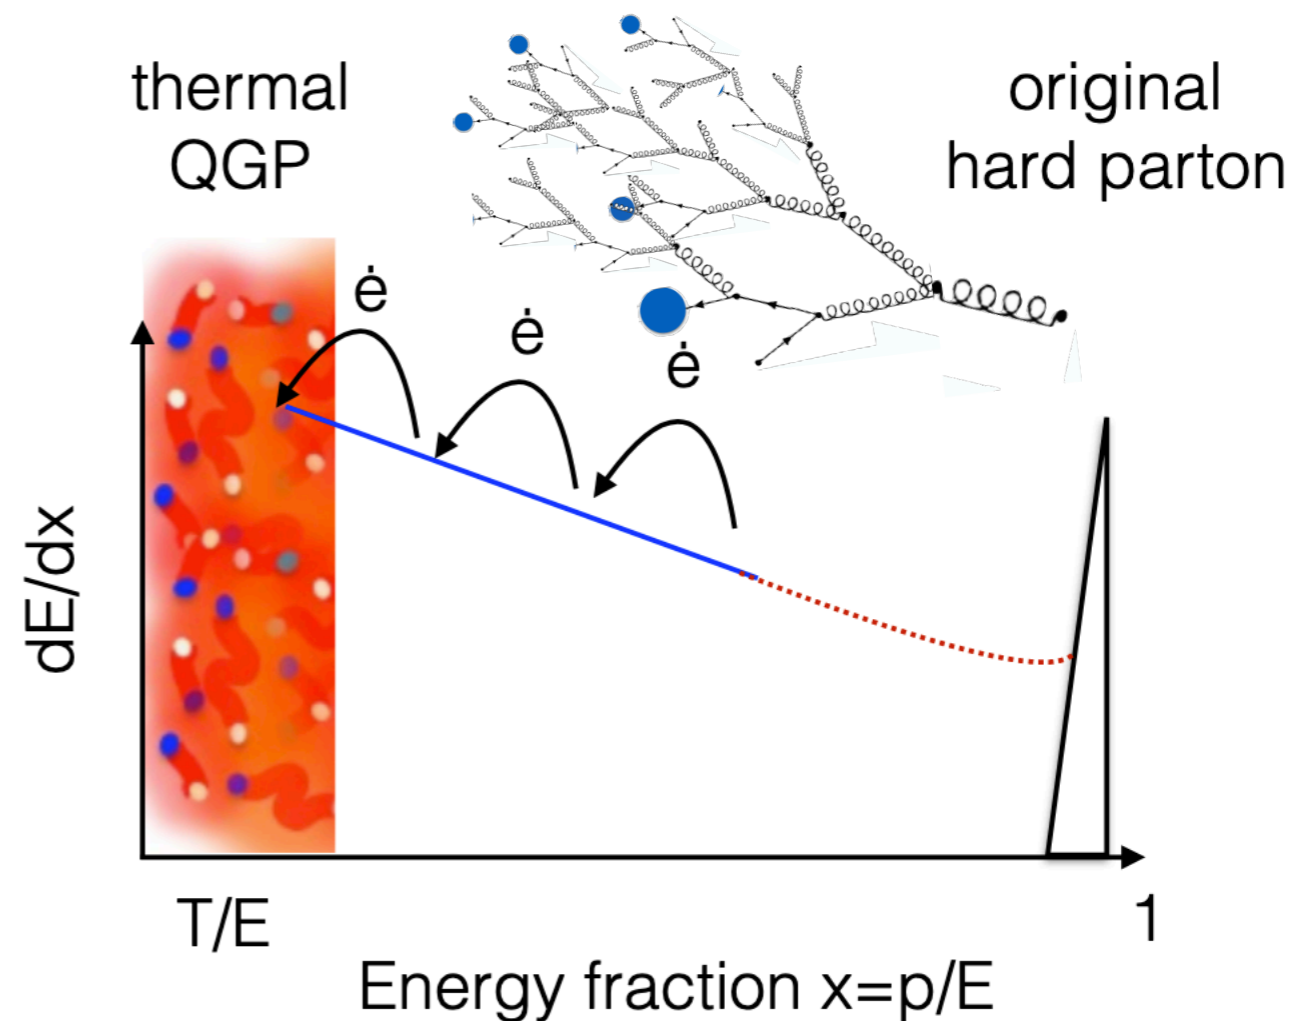 thermal
QGP
original
hard parton
ė
ė
ė
dE/dx
T/E
1
Energy fraction x=p/E